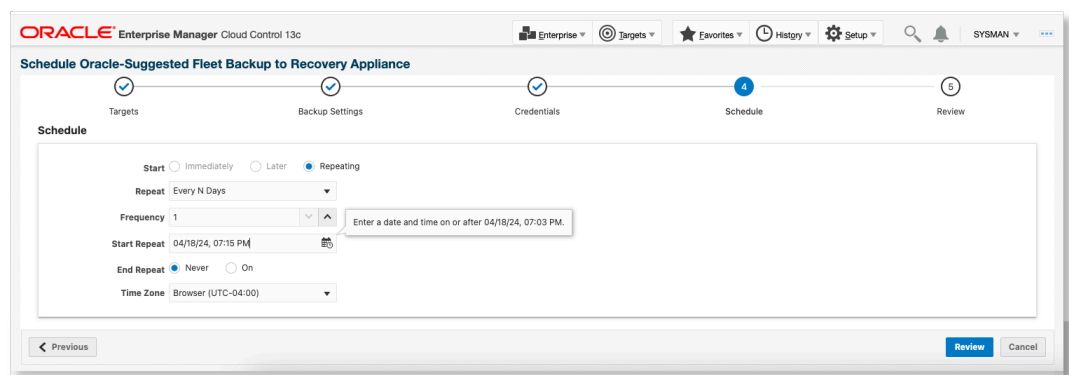 ORACLE Enterprise Manager Cloud Control 13c Enterprise Targets Favorites History Setup SYSMAN
Schedule Oracle-Suggested Fleet Backup to Recovery Appliance
4 5
Targets Backup Settings Credentials Schedule Review
Schedule
Start Immediately Later Repeating
Repeat Every N Days
Frequency 1
Enter a date and time on or after 04/18/24, 07:03 PM.
Start Repeat 04/18/24, 07:15 PM
End Repeat Never On
Time Zone Browser (UTC-04:00)
Previous Review Cancel